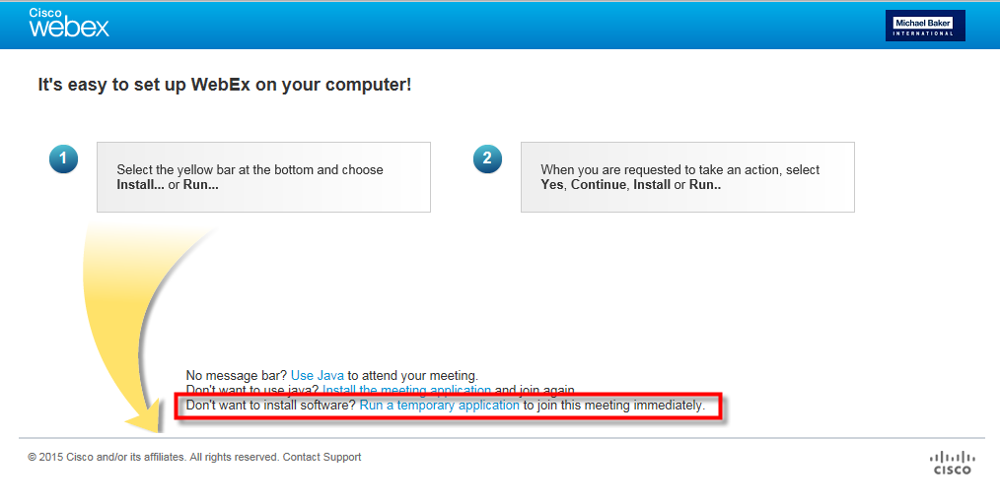 Cisco
webex
Michael Baker
INTERNATIONAL
It's easy to set up WebEx on your computer!
1
Select the yellow bar at the bottom and choose
Install... or Run...
2
When you are requested to take an action, select
Yes, Continue, Install or Run..
No message bar? Use Java to attend your meeting.
Don't want to use java? Install the meeting application and join again.
Don't want to install software? Run a temporary application to join this meeting immediately.
© 2015 Cisco and/or its affiliates. All rights reserved. Contact Support
CISCO